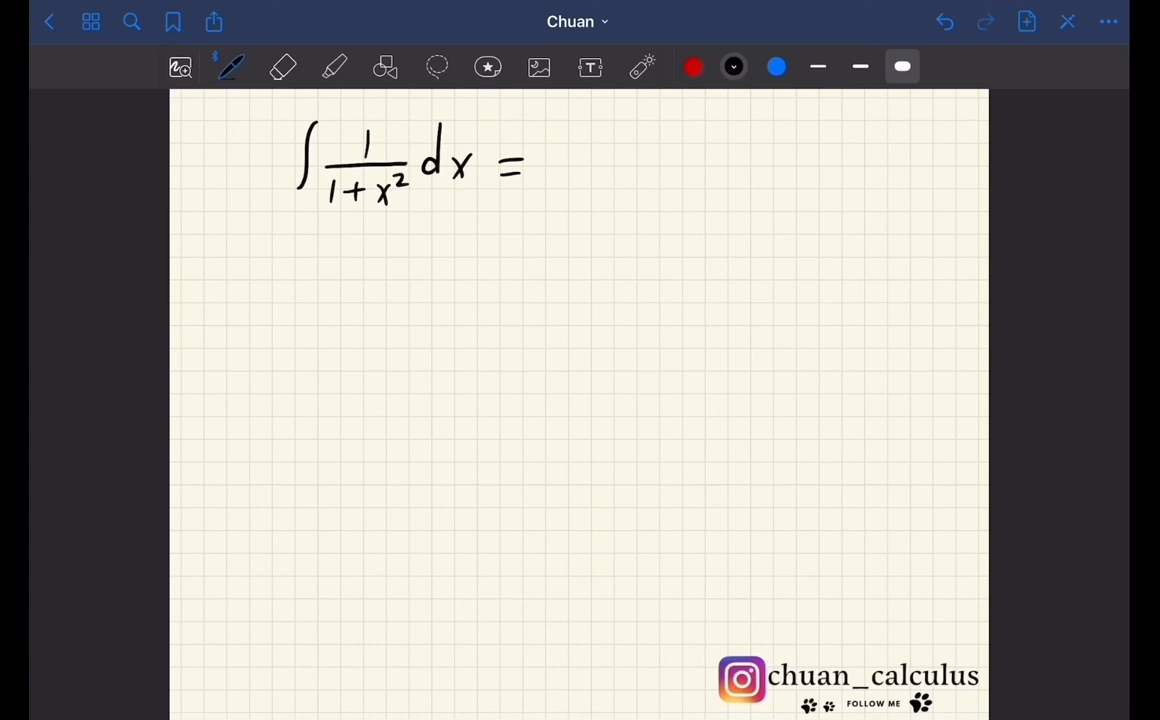 Chuan
T
∫ 1/(1+x²) dx =
chuan_calculus
FOLLOW ME